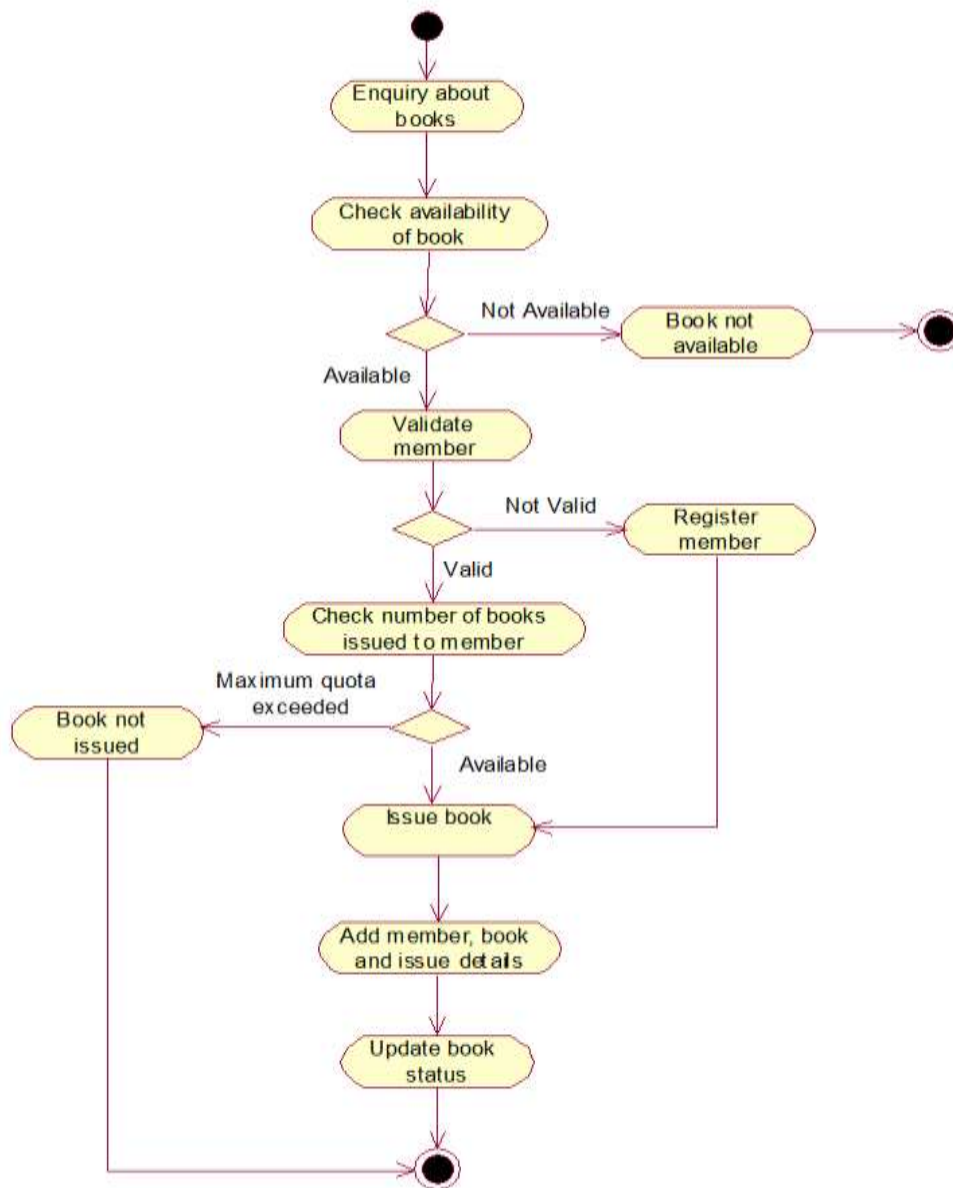 Enquiry about
books
Check availability
of book
Not Available
Book not
available
Available
Validate
member
Not Valid
Register
member
Valid
Check number of books
issued to member
Maximum quota
exceeded
Book not
issued
Available
Issue book
Add member, book
and issue details
Update book
status